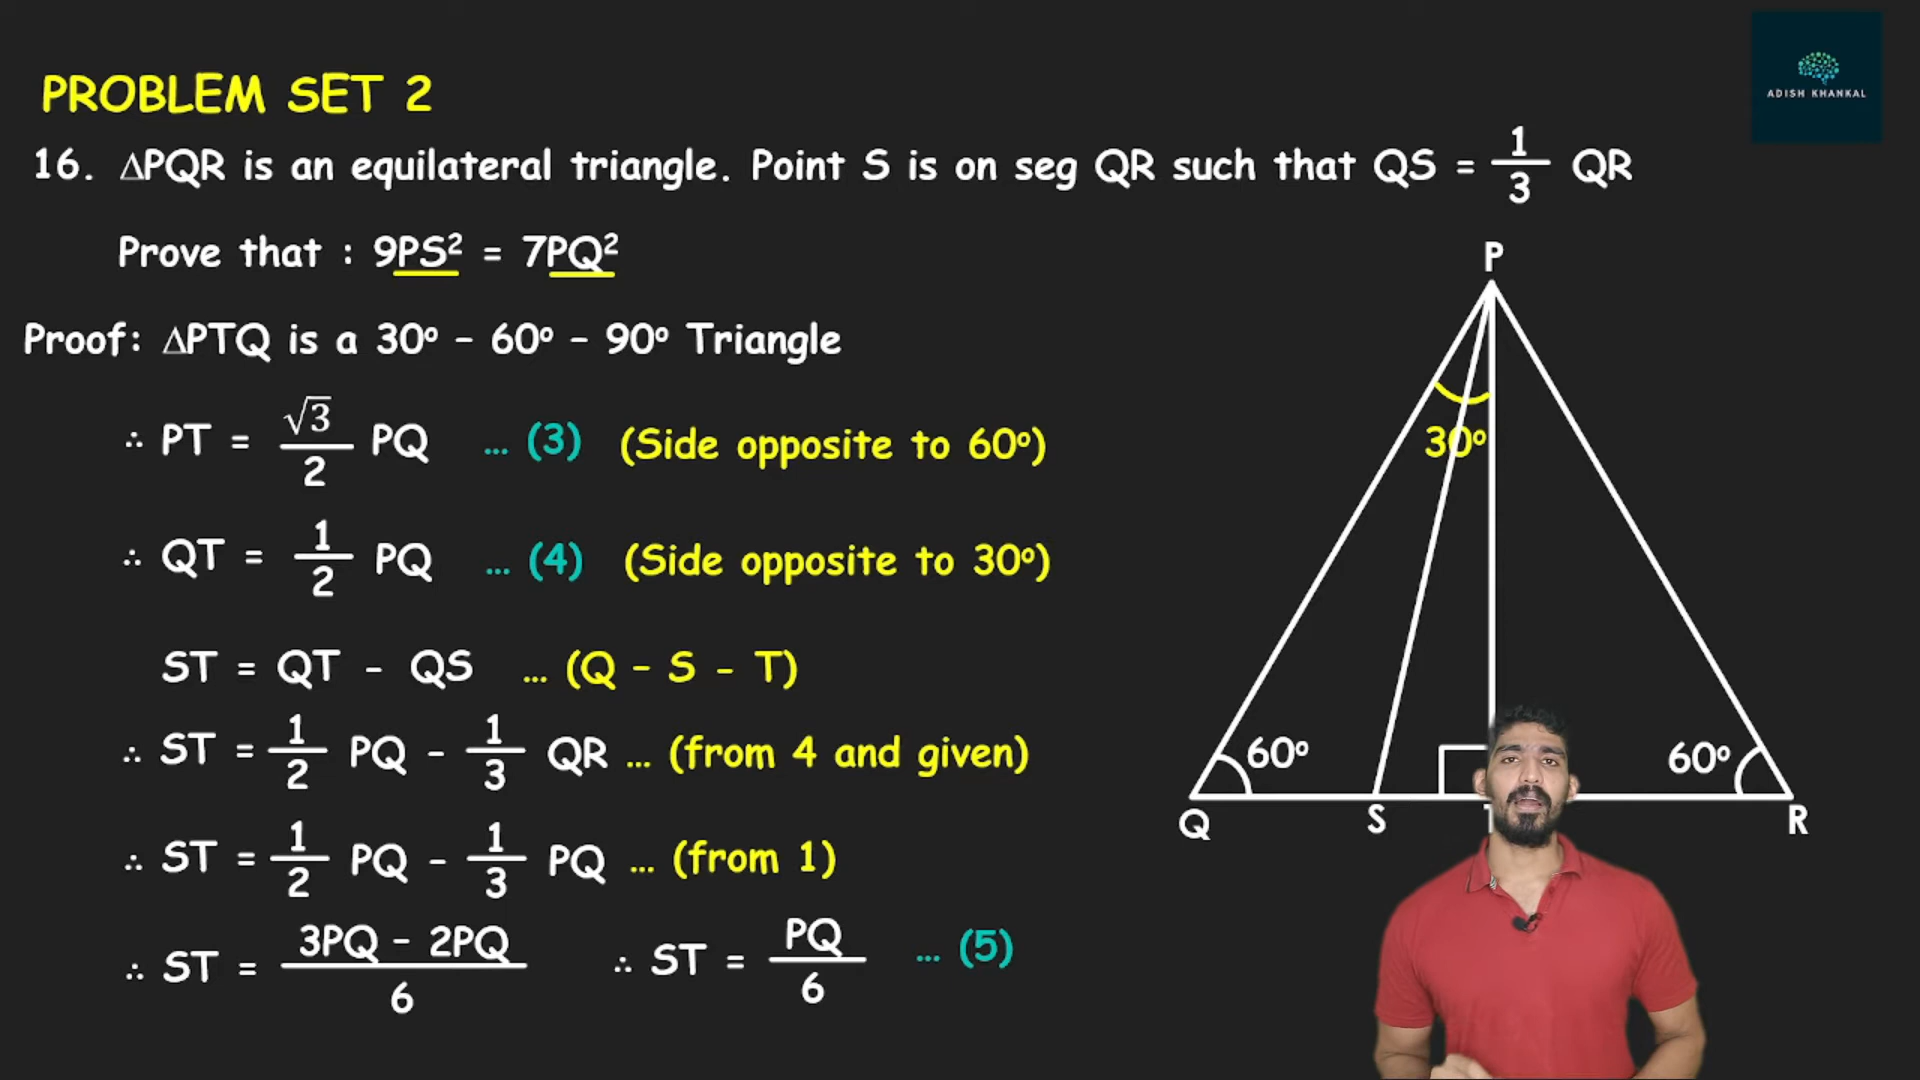 ADISH KHANKAL
PROBLEM SET 2
16. ∆PQR is an equilateral triangle. Point S is on seg QR such that QS = 1/3 QR
Prove that : 9PS² = 7PQ²
Proof: ∆PTQ is a 30° – 60° – 90° Triangle
∴ PT = √3/2 PQ ... (3) (Side opposite to 60°)
∴ QT = 1/2 PQ ... (4) (Side opposite to 30°)
ST = QT - QS ... (Q – S - T)
∴ ST = 1/2 PQ - 1/3 QR ... (from 4 and given)
∴ ST = 1/2 PQ - 1/3 PQ ... (from 1)
∴ ST = 3PQ - 2PQ/6 ∴ ST = PQ/6 ... (5)
P
30°
60° 60°
Q S R